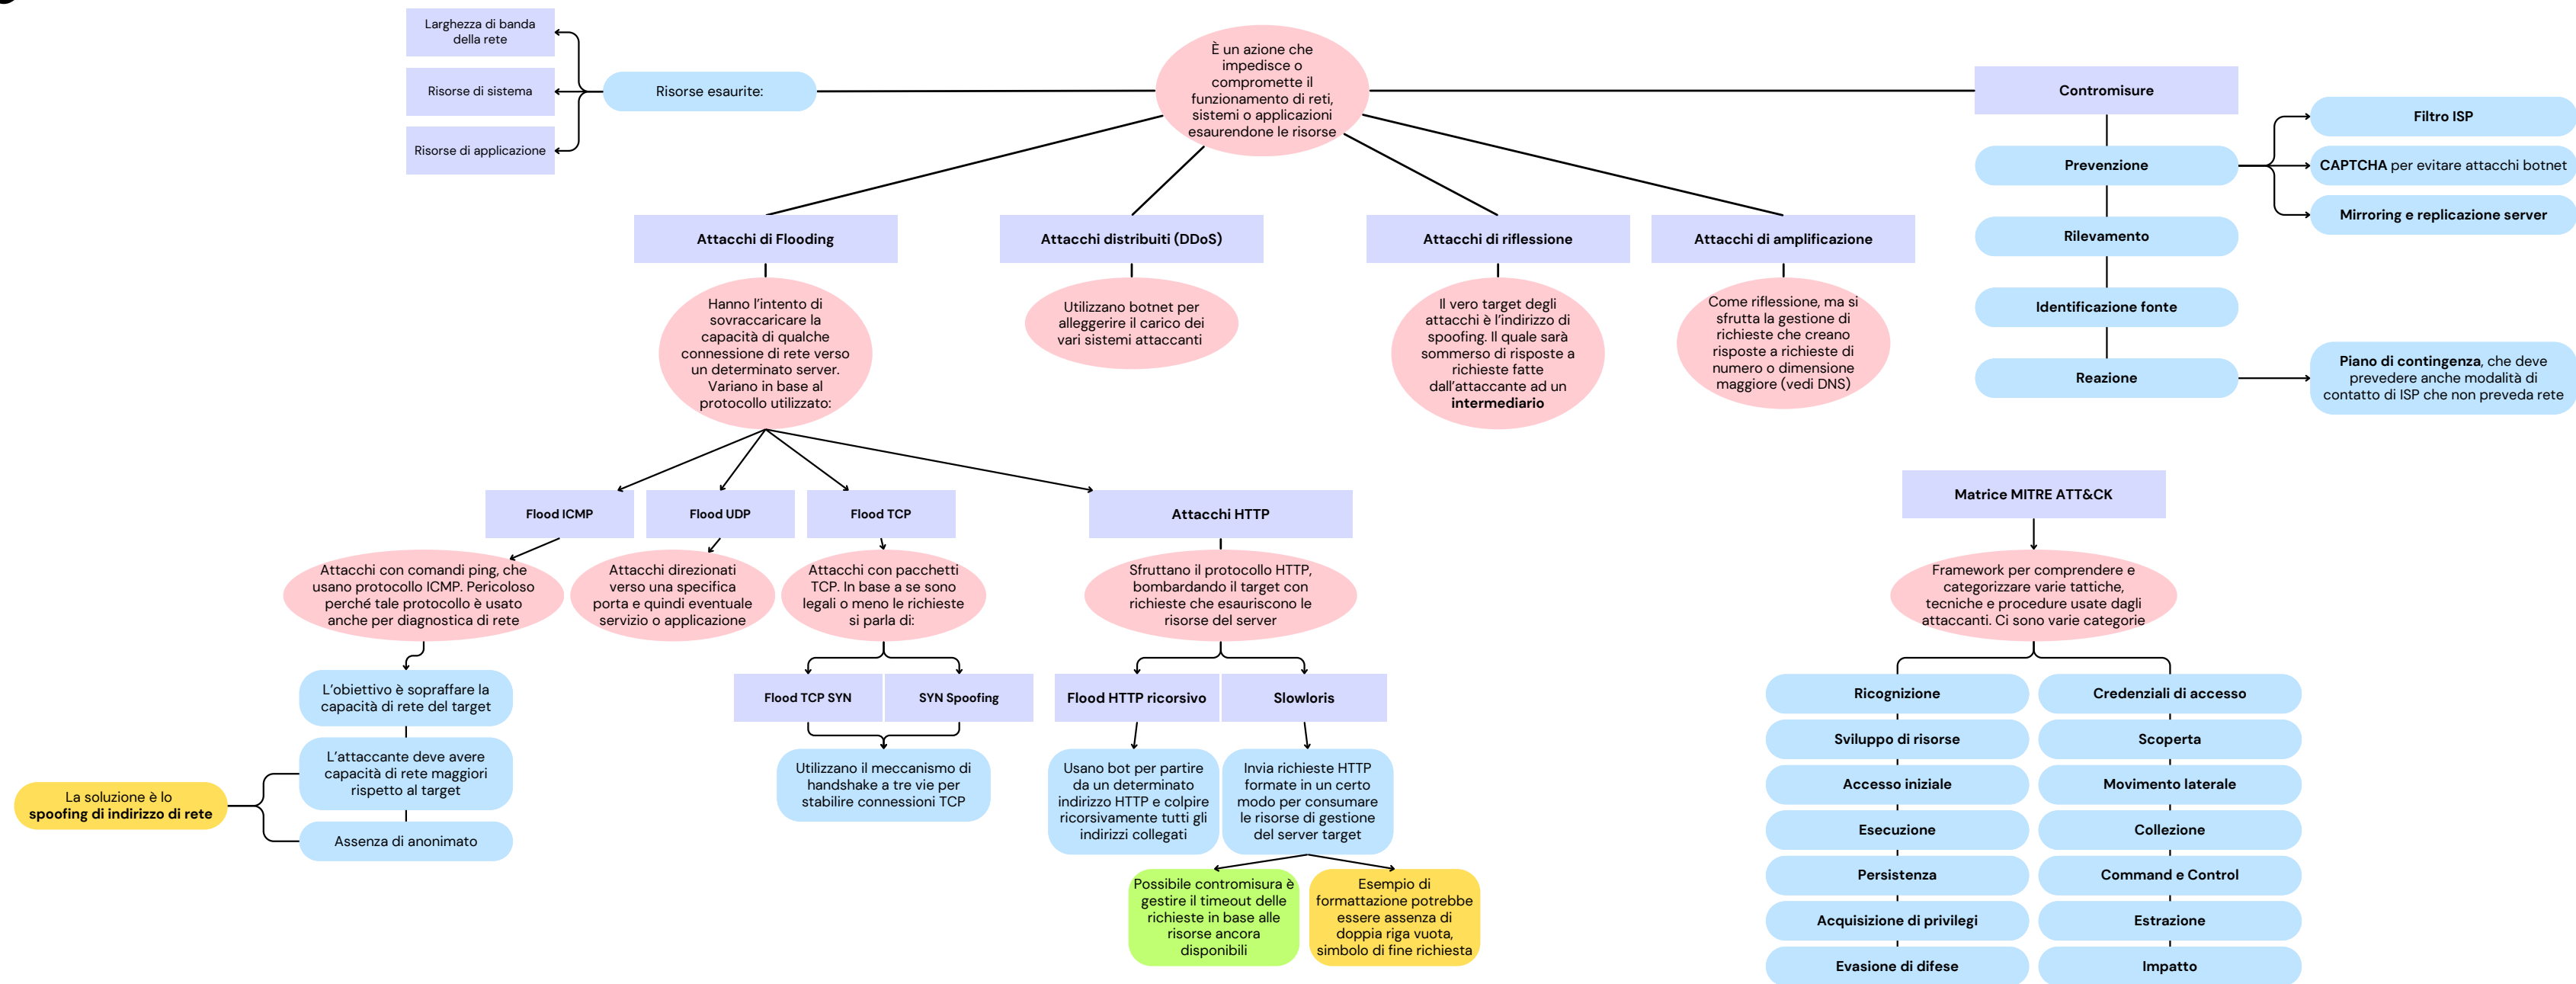 Larghezza di banda
della rete
Risorse di sistema
Risorse di applicazione
Risorse esaurite:
È un azione che
impedisce o
compromette il
funzionamento di reti,
sistemi o applicazioni
esaurendone le risorse
Contromisure
Prevenzione
Filtro ISP
CAPTCHA per evitare attacchi botnet
Mirroring e replicazione server
Rilevamento
Identificazione fonte
Reazione
Piano di contingenza, che deve
prevedere anche modalità di
contatto di ISP che non preveda rete
Attacchi di Flooding
Hanno l'intento di
sovraccaricare la
capacità di qualche
connessione di rete verso
un determinato server.
Variano in base al
protocollo utilizzato:
Attacchi distribuiti (DDoS)
Utilizzano botnet per
alleggerire il carico dei
vari sistemi attaccanti
Attacchi di riflessione
Il vero target degli
attacchi è l'indirizzo di
spoofing. Il quale sarà
sommerso di risposte a
richieste fatte
dall'attaccante ad un
intermediario
Attacchi di amplificazione
Come riflessione, ma si
sfrutta la gestione di
richieste che creano
risposte a richieste di
numero o dimensione
maggiore (vedi DNS)
Flood ICMP
Attacchi con comandi ping, che
usano protocollo ICMP. Pericoloso
perché tale protocollo è usato
anche per diagnostica di rete
L'obiettivo è sopraffare la
capacità di rete del target
L'attaccante deve avere
capacità di rete maggiori
rispetto al target
Assenza di anonimato
La soluzione è lo
spoofing di indirizzo di rete
Flood UDP
Attacchi direzionati
verso una specifica
porta e quindi eventuale
servizio o applicazione
Flood TCP
Attacchi con pacchetti
TCP. In base a se sono
legali o meno le richieste
si parla di:
Flood TCP SYN
SYN Spoofing
Utilizzano il meccanismo di
handshake a tre vie per
stabilire connessioni TCP
Attacchi HTTP
Sfruttano il protocollo HTTP,
bombardando il target con
richieste che esauriscono le
risorse del server
Flood HTTP ricorsivo
Usano bot per partire
da un determinato
indirizzo HTTP e colpire
ricorsivamente tutti gli
indirizzi collegati
Slowloris
Invia richieste HTTP
formate in un certo
modo per consumare
le risorse di gestione
del server target
Possibile contromisura è
gestire il timeout delle
richieste in base alle
risorse ancora
disponibili
Esempio di
formattazione potrebbe
essere assenza di
doppia riga vuota,
simbolo di fine richiesta
Matrice MITRE ATT&CK
Framework per comprendere e
categorizzare varie tattiche,
tecniche e procedure usate dagli
attaccanti. Ci sono varie categorie
Ricognizione
Sviluppo di risorse
Accesso iniziale
Esecuzione
Persistenza
Acquisizione di privilegi
Evasione di difese
Credenziali di accesso
Scoperta
Movimento laterale
Collezione
Command e Control
Estrazione
Impatto